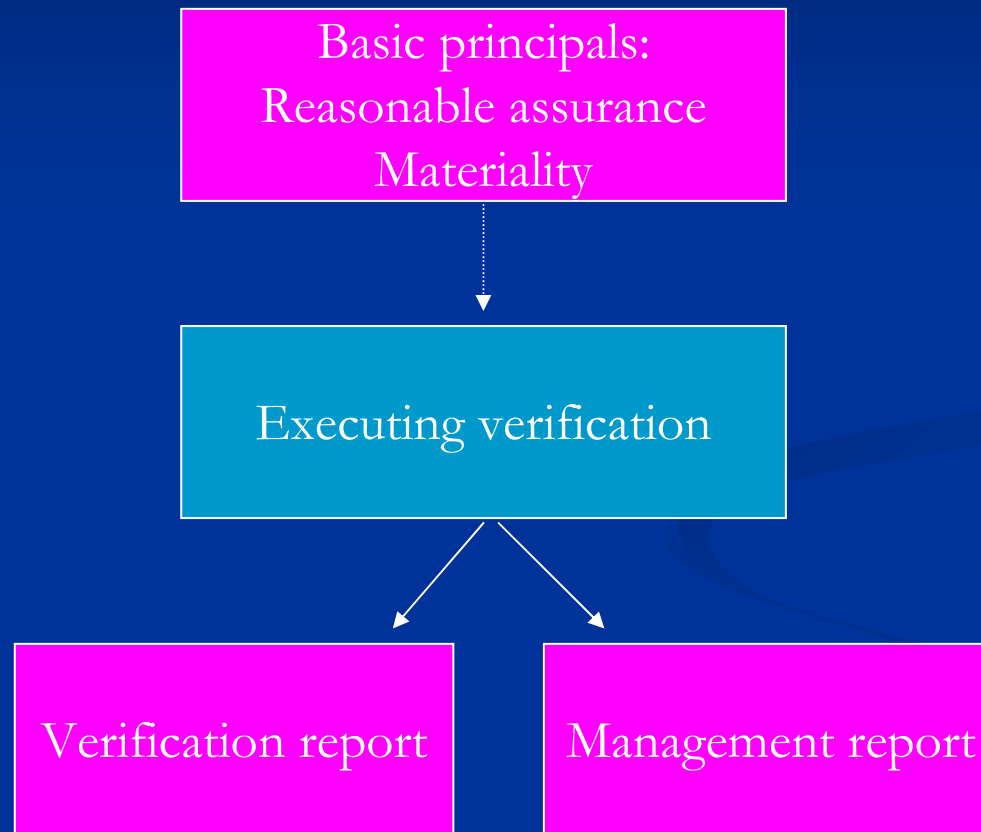 Basic principals:
Reasonable assurance
Materiality
Executing verification
Verification report
Management report